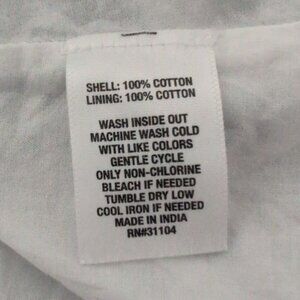 SHELL: 100% COTTON
LINING: 100% COTTON
WASH INSIDE OUT
MACHINE WASH COLD
WITH LIKE COLORS
GENTLE CYCLE
ONLY NON-CHLORINE
BLEACH IF NEEDED
TUMBLE DRY LOW
COOL IRON IF NEEDED
MADE IN INDIA
RN#31104